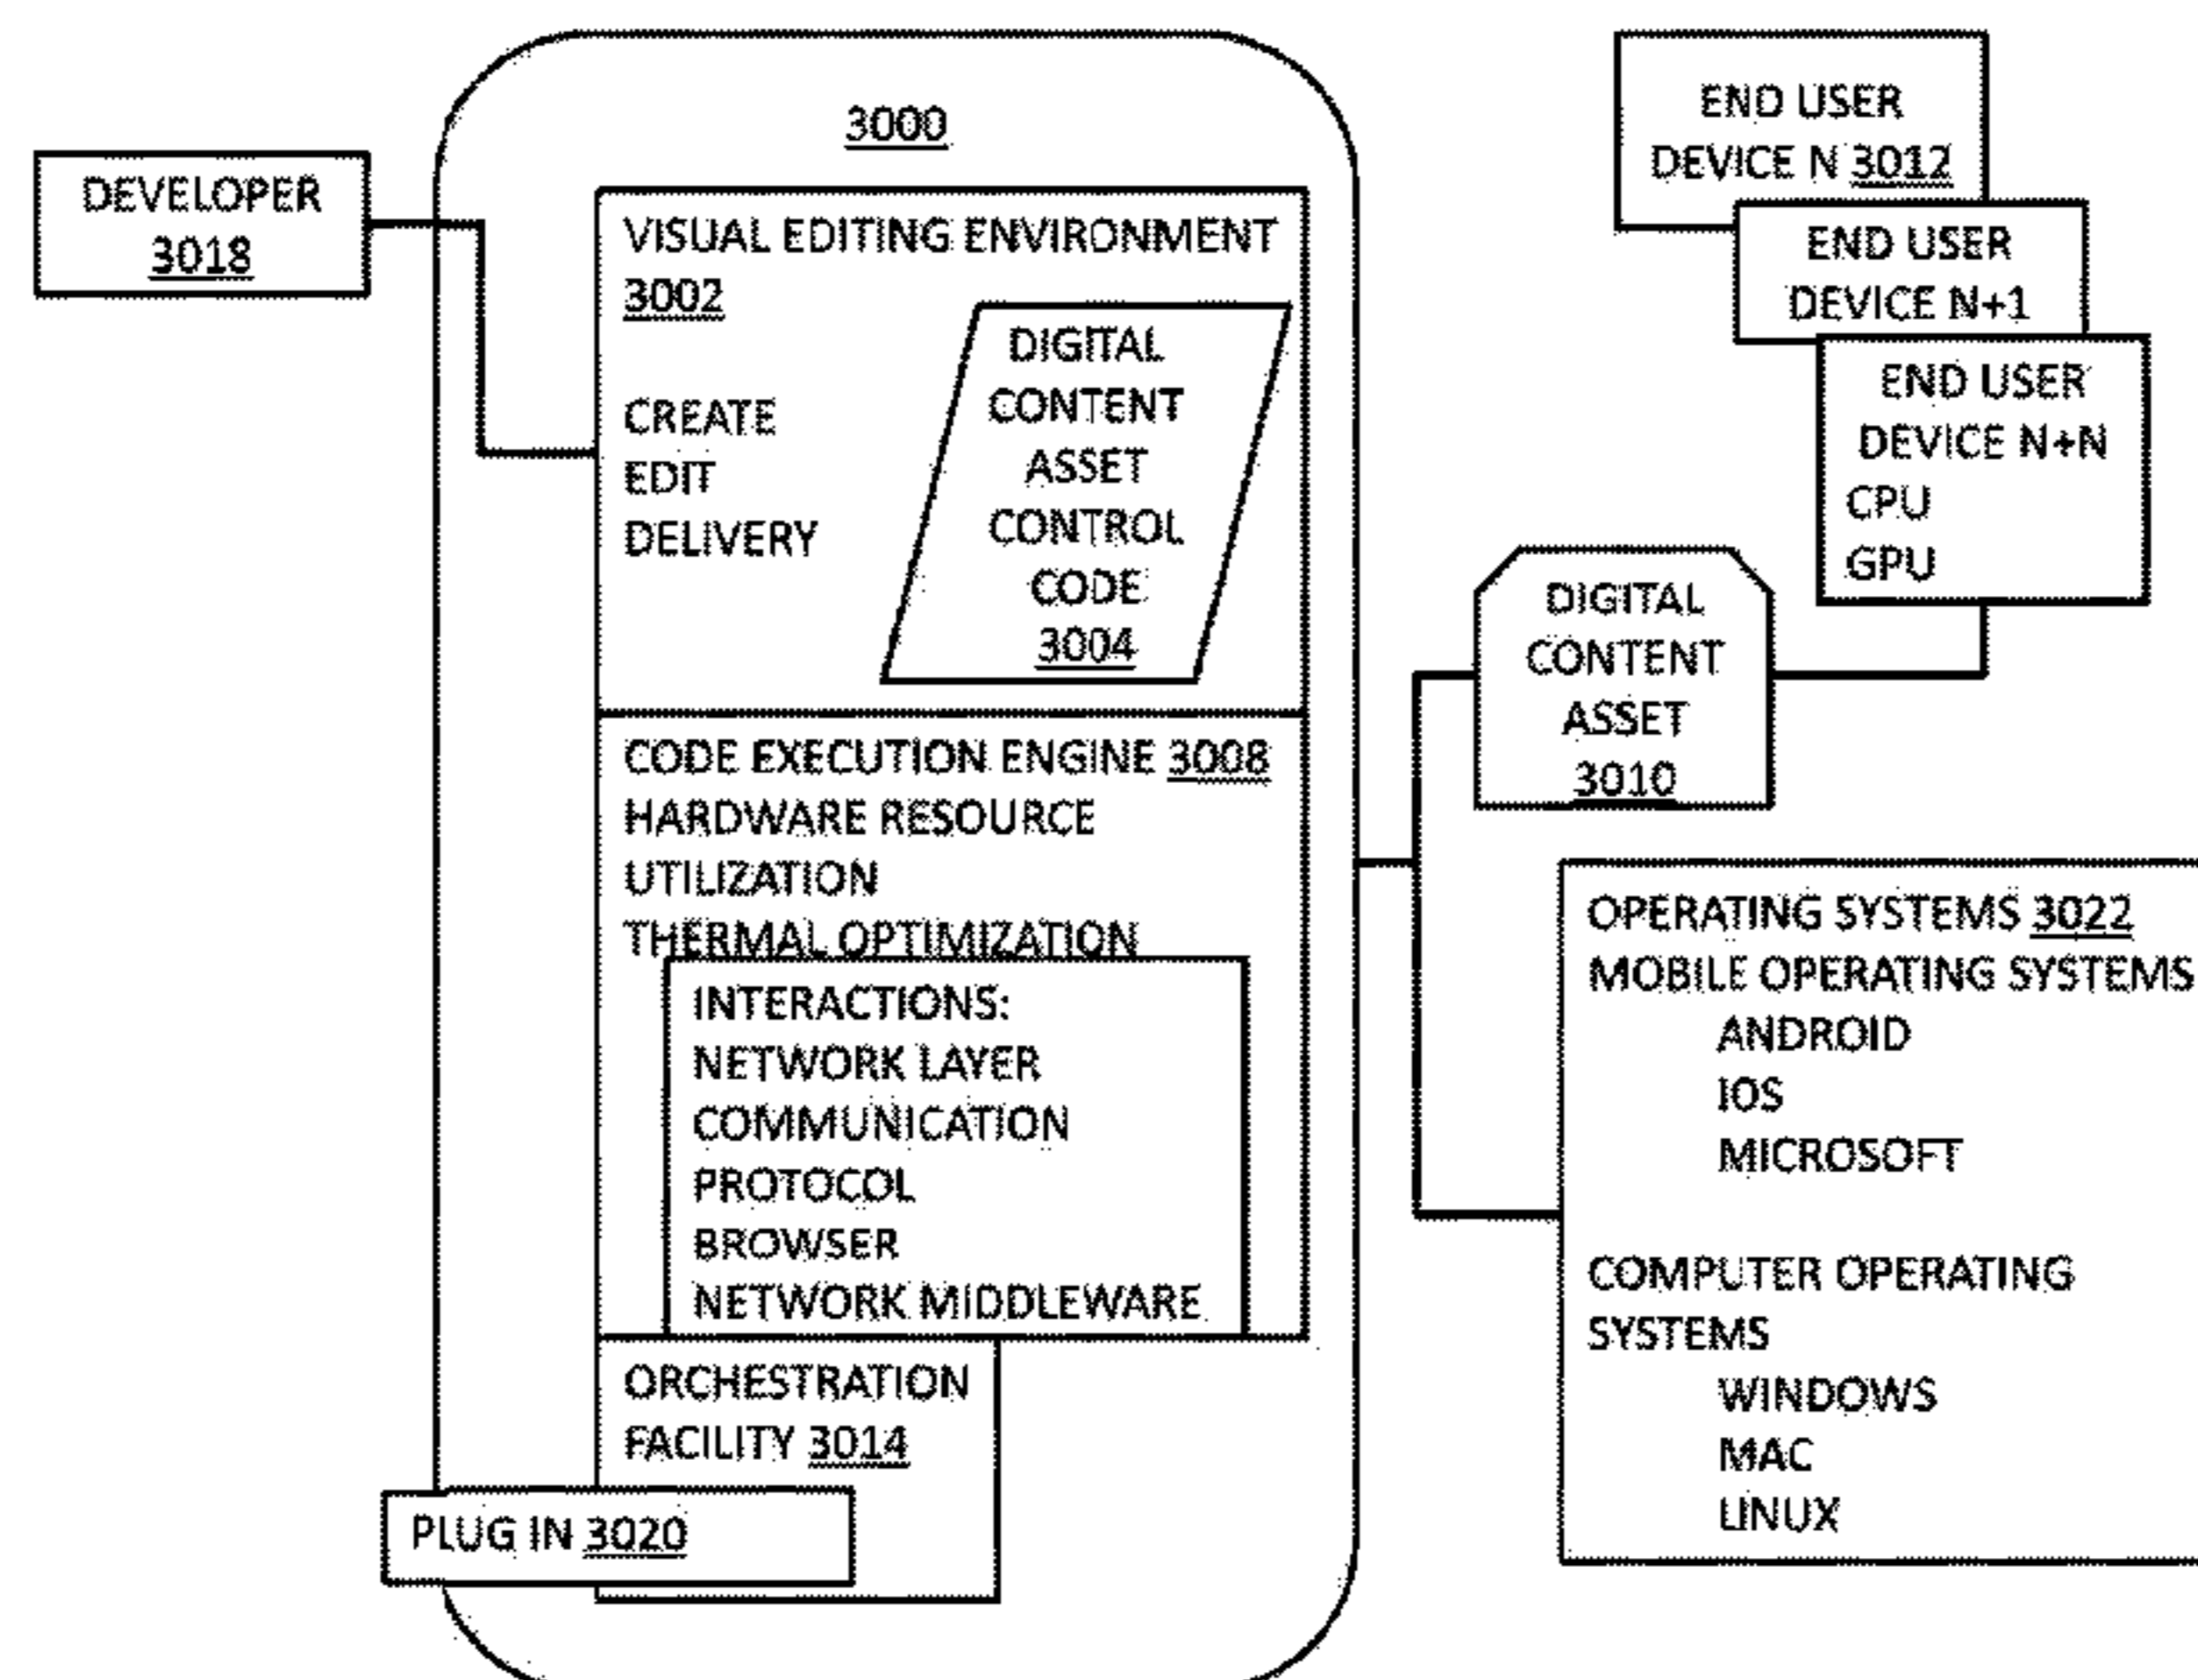 3000
DEVELOPER
3018
VISUAL EDITING ENVIRONMENT
3002
CREATE
EDIT
DELIVERY
DIGITAL
CONTENT
ASSET
CONTROL
CODE
3004
CODE EXECUTION ENGINE 3008
HARDWARE RESOURCE
UTILIZATION
THERMAL OPTIMIZATION
INTERACTIONS:
NETWORK LAYER
COMMUNICATION
PROTOCOL
BROWSER
NETWORK MIDDLEWARE
ORCHESTRATION
FACILITY 3014
PLUG IN 3020
END USER
DEVICE N 3012
END USER
DEVICE N+1
END USER
DEVICE N+N
CPU
GPU
DIGITAL
CONTENT
ASSET
3010
OPERATING SYSTEMS 3022
MOBILE OPERATING SYSTEMS
ANDROID
IOS
MICROSOFT
COMPUTER OPERATING
SYSTEMS
WINDOWS
MAC
LINUX